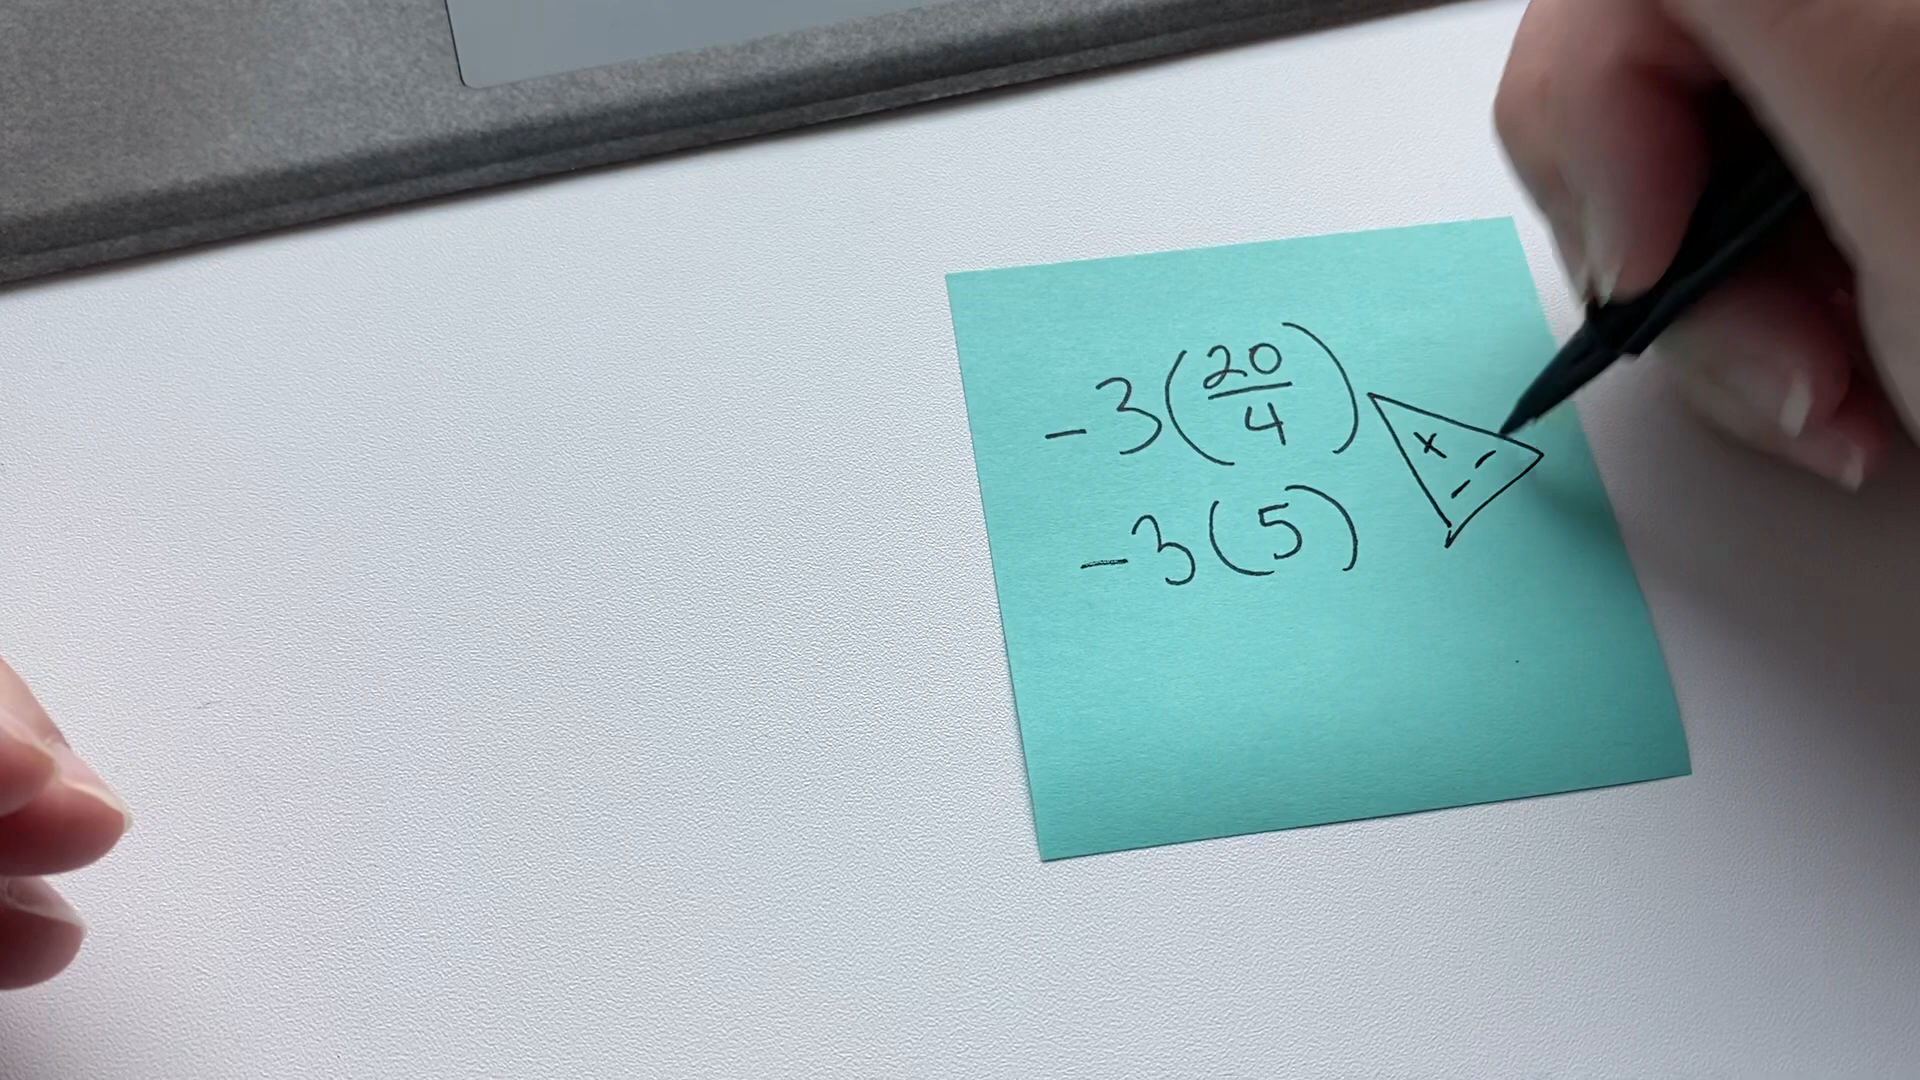 -3(20/4)
+ - -
-3(5)